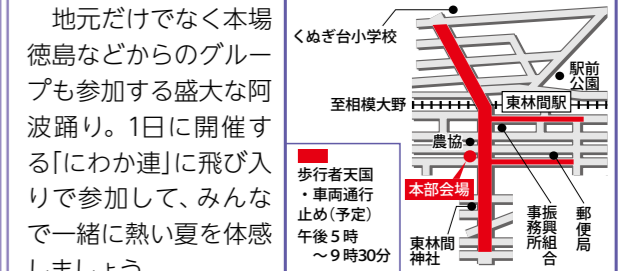 地元だけでなく本場
徳島などからのグルー
プも参加する盛大な阿
波踊り。1日に開催す
る「にわか連」に飛び入
りで参加して、みんな
で一緒に熱い夏を体感
しましょう
くぬぎ台小学校
駅前
公園
至相模大野
東林間駅
農協
本部会場
歩行者天国
・車両通行
止め(予定)
午後5時
～9時30分
東林間
神社
振興組合
事務所
郵便局